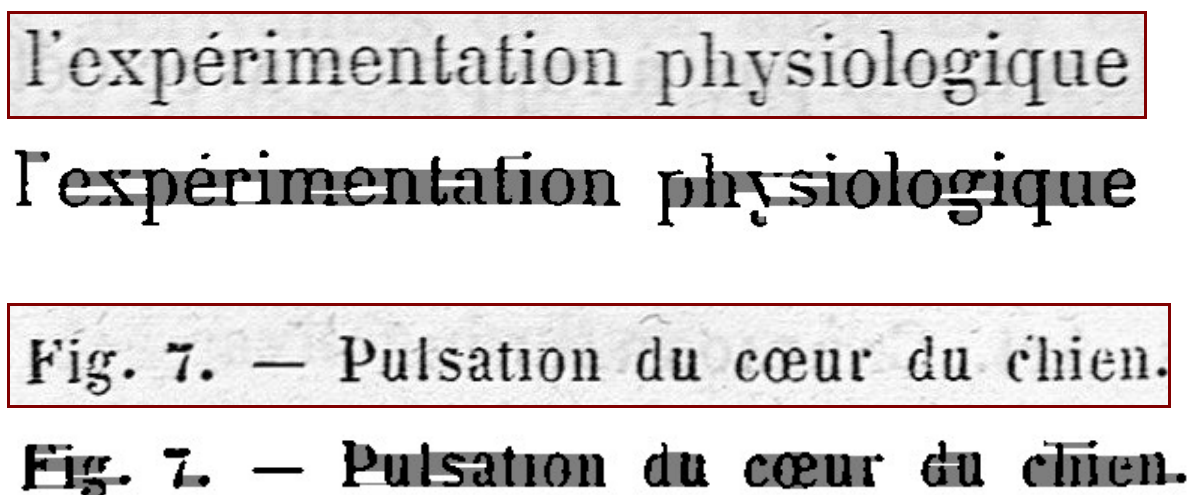 l'expérimentation physiologique
l'expérimentation physiologique
Fig. 7. — Pulsation du cœur du chien.
Fig. 7. — Pulsation du cœur du chien.